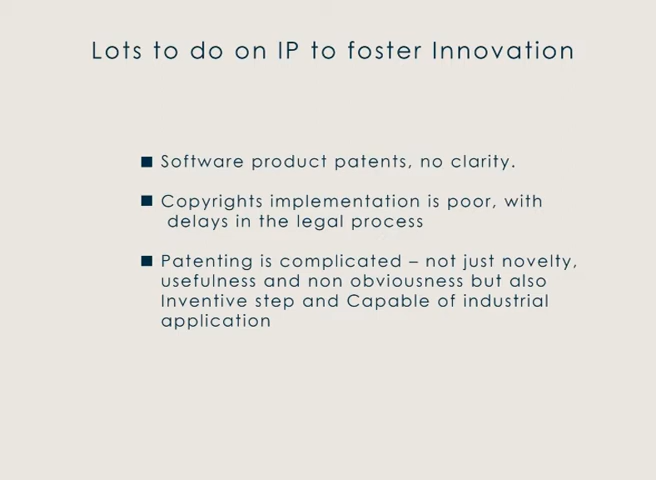 Lots to do on IP to foster Innovation
■ Software product patents, no clarity.
■ Copyrights implementation is poor, with
delays in the legal process
■ Patenting is complicated – not just novelty,
usefulness and non obviousness but also
Inventive step and Capable of industrial
application